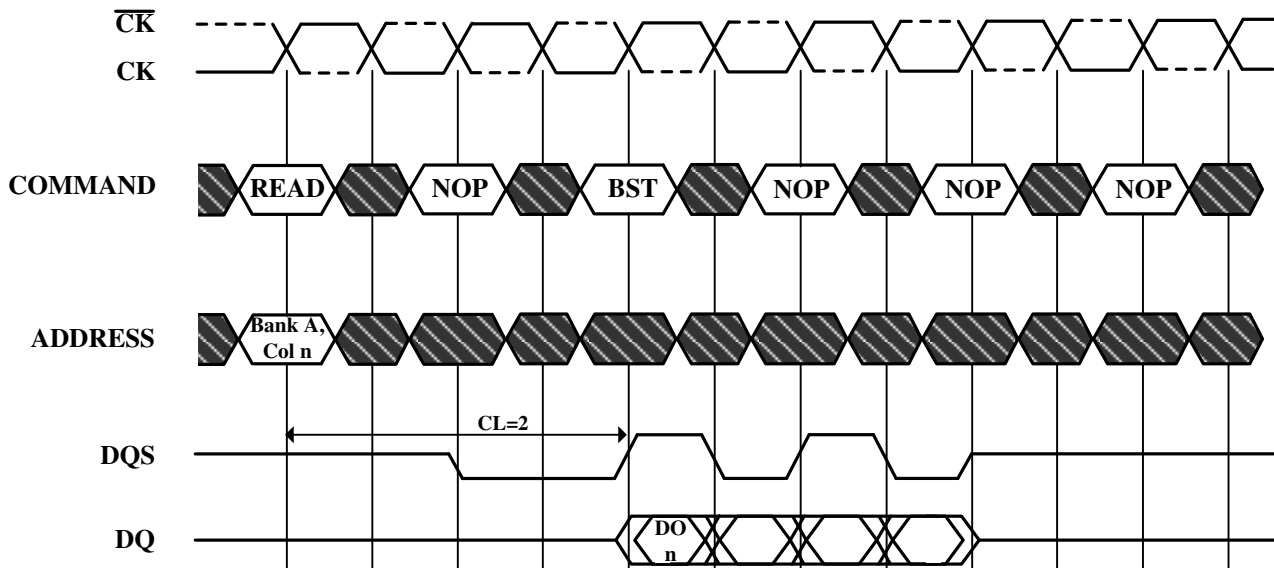 CK
CK
COMMAND READ NOP BST NOP NOP NOP
ADDRESS Bank A,
Col n
CL=2
DQS
DQ DO
n